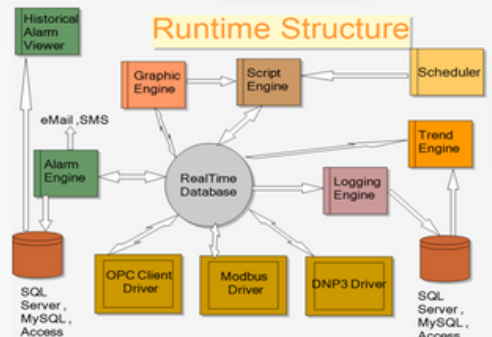 Historical
Alarm
Viewer
Runtime Structure
Graphic
Engine
Script
Engine
Scheduler
eMail ,SMS
Trend
Engine
Alarm
Engine
RealTime
Database
Logging
Engine
OPC Client
Driver
Modbus
Driver
DNP3 Driver
SQL
Server ,
MySQL ,
Access
SQL
Server ,
MySQL ,
Access